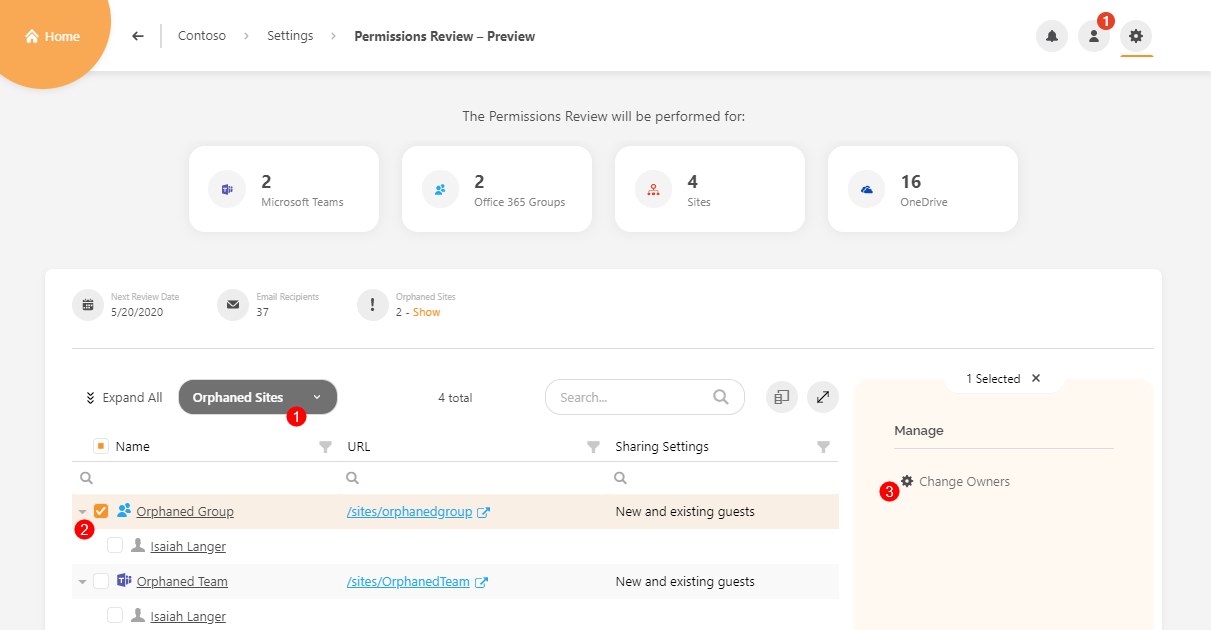 Home
Contoso > Settings > Permissions Review – Preview
1
The Permissions Review will be performed for:
2
Microsoft Teams
2
Office 365 Groups
4
Sites
16
OneDrive
Next Review Date
5/20/2020
Email Recipients
37
Orphaned Sites
2 - Show
Expand All
Orphaned Sites
1
4 total
Search...
1 Selected
Manage
3
Change Owners
Name URL Sharing Settings
Orphaned Group /sites/orphanedgroup New and existing guests
2
Isaiah Langer
Orphaned Team /sites/OrphanedTeam New and existing guests
Isaiah Langer